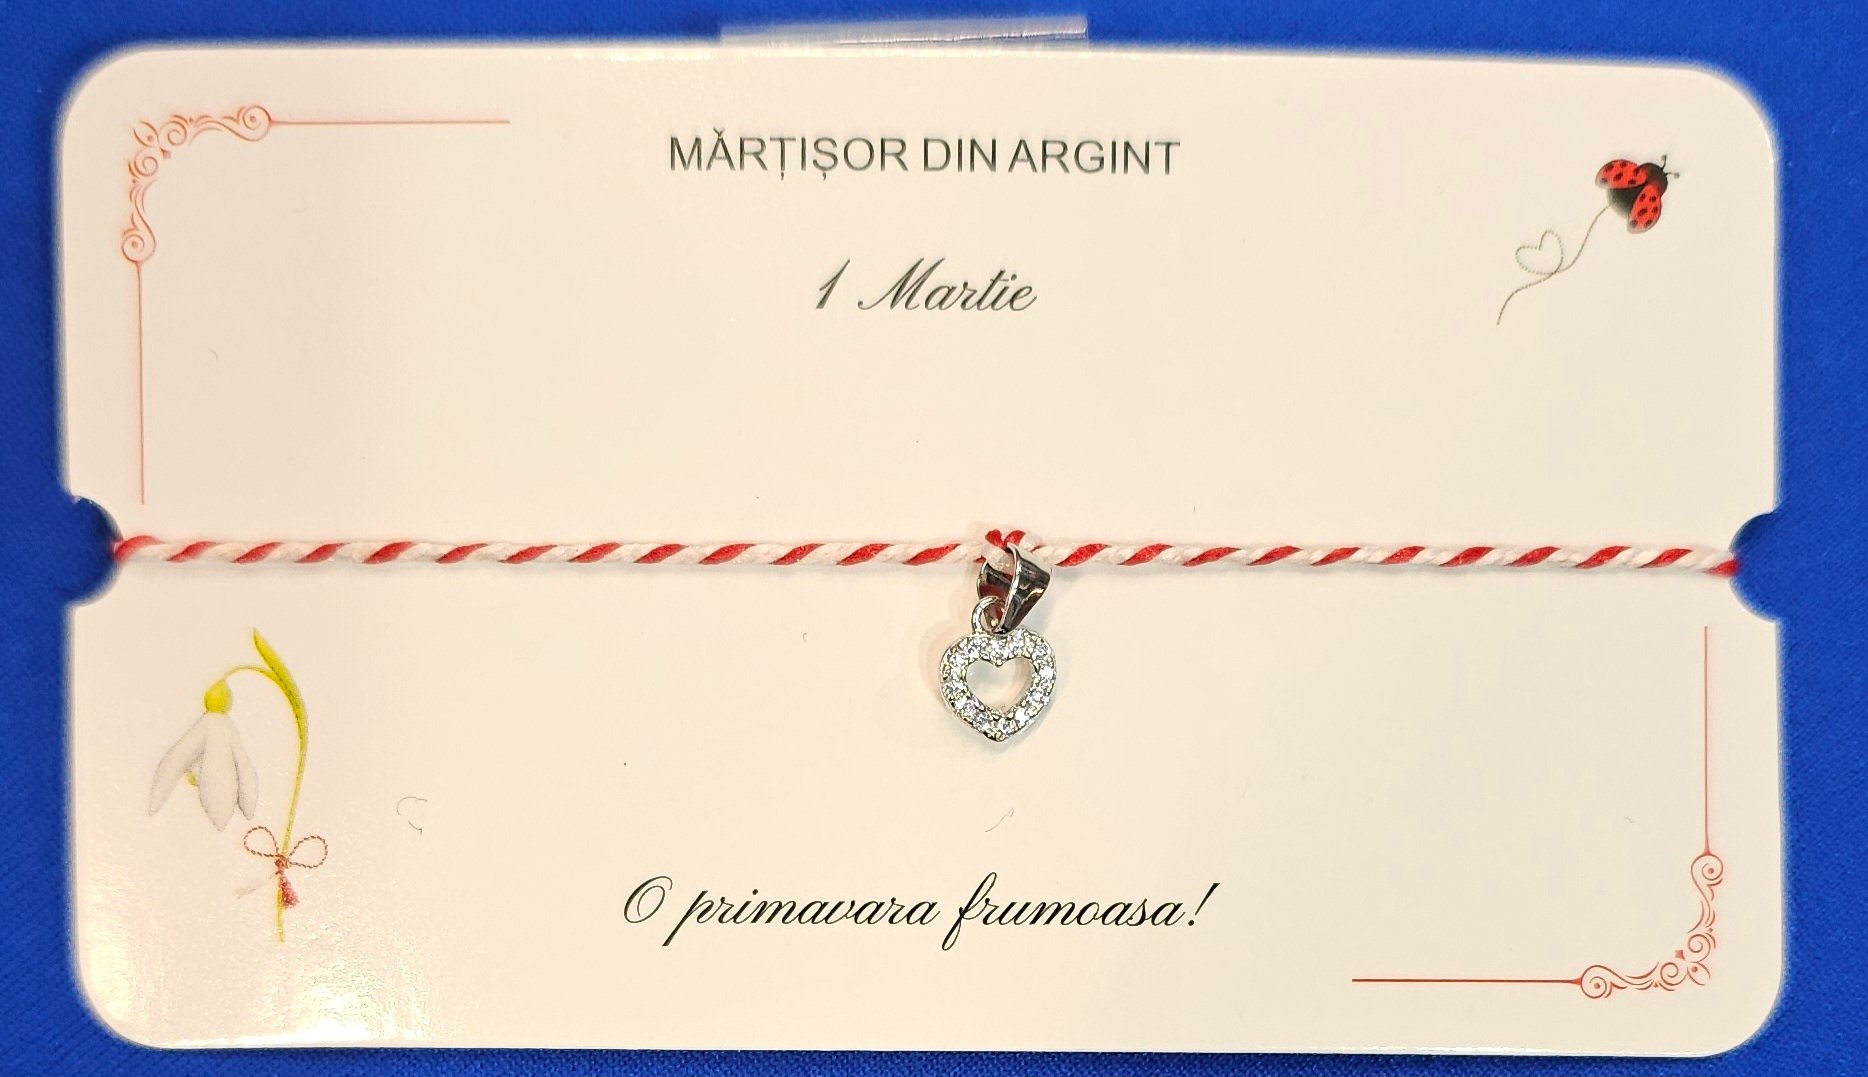 MĂRȚIȘOR DIN ARGINT
1 Martie
O primavara frumoasa!